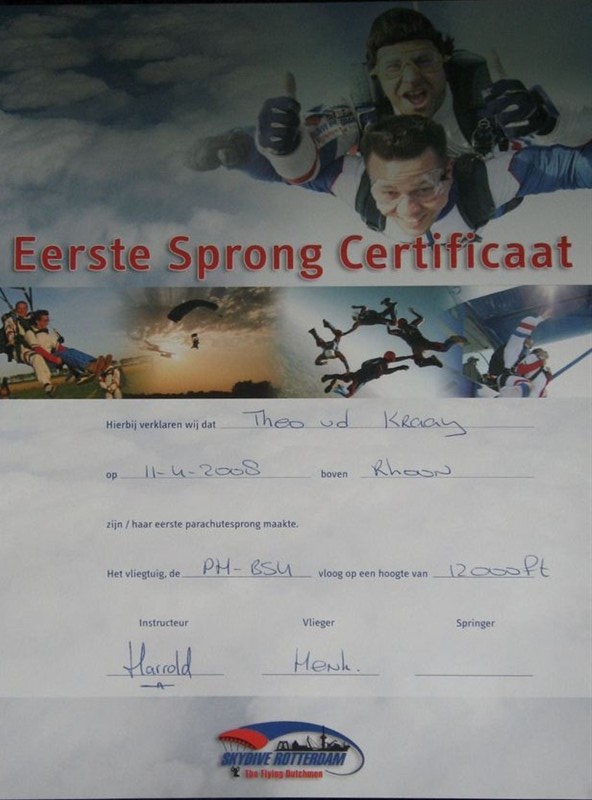 Eerste Sprong Certificaat
Hierbij verklaren wij dat Theo vd Kraay
op 11-4-2008 boven Rhoon
zijn / haar eerste parachutesprong maakte.
Het vliegtuig, de PH-BSU vloog op een hoogte van 12000ft
Instructeur Vlieger Springer
Harrold Henk.
SKYDIVE ROTTERDAM
The Flying Dutchmen